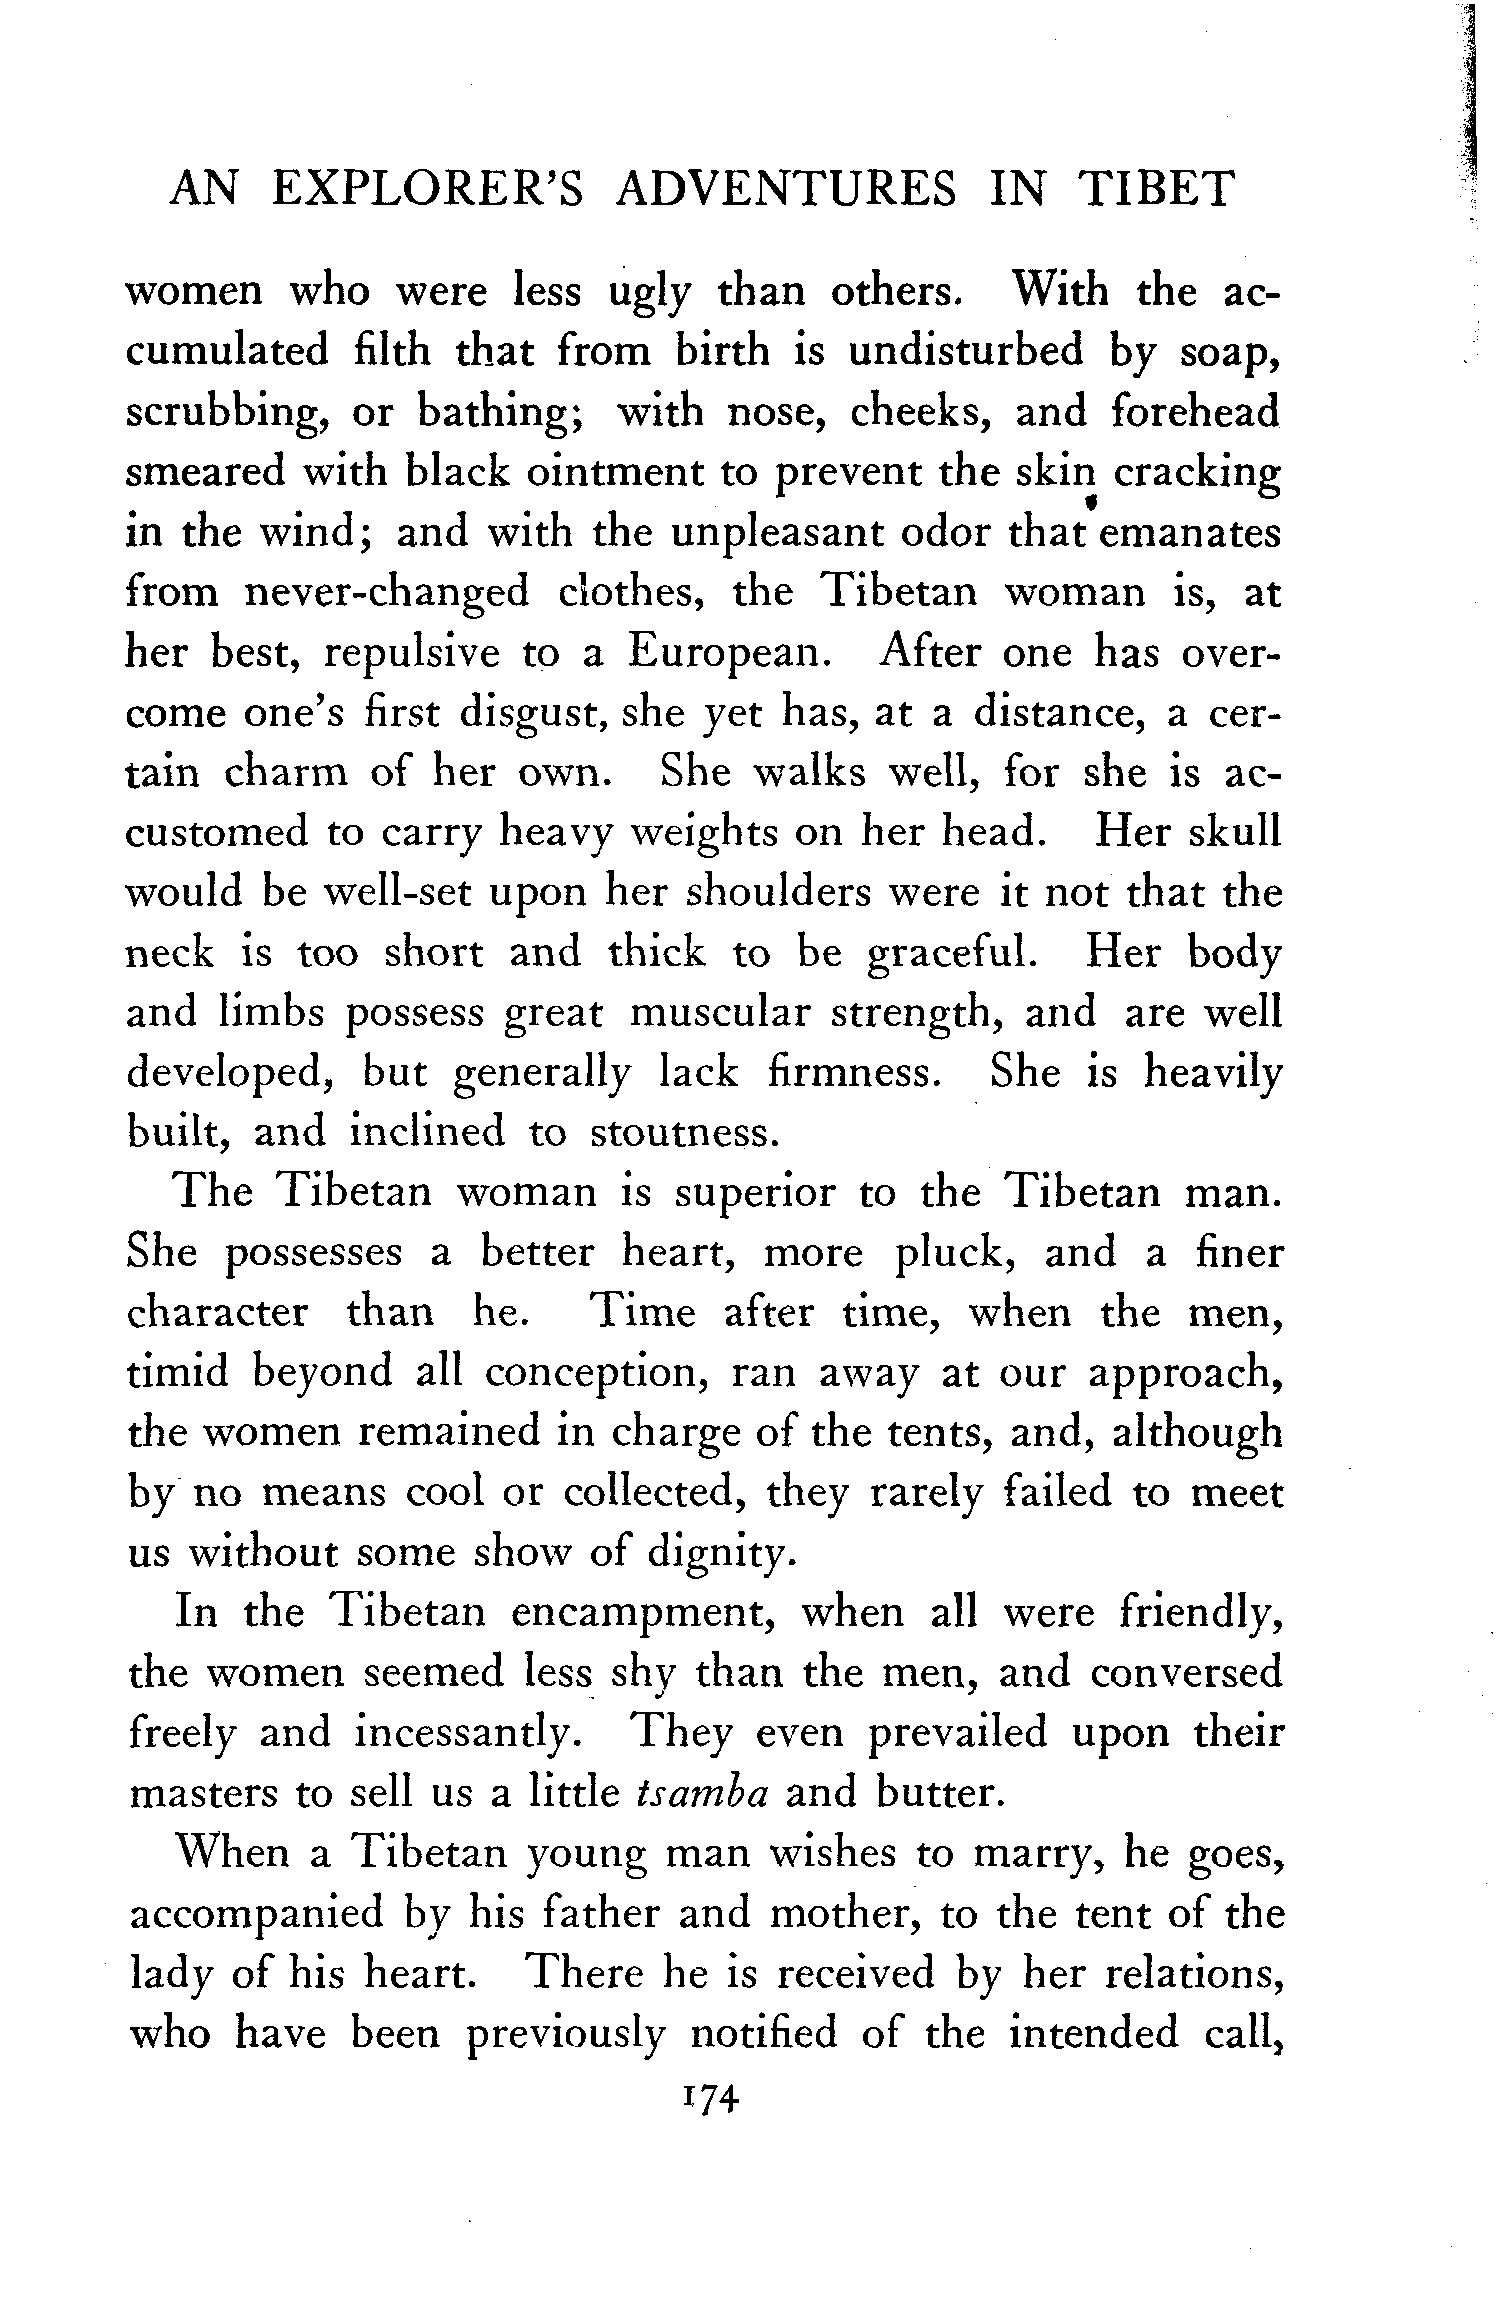 AN EXPLORER'S ADVENTURES IN TIBET
women who were less ugly than others. With the ac-
cumulated filth that from birth is undisturbed by soap,
scrubbing, or bathing; with nose, cheeks, and forehead
smeared with black ointment to prevent the skin cracking
in the wind; and with the unpleasant odor that emanates
from never-changed clothes, the Tibetan woman is, at
her best, repulsive to a European. After one has over-
come one's first disgust, she yet has, at a distance, a cer-
tain charm of her own. She walks well, for she is ac-
customed to carry heavy weights on her head. Her skull
would be well-set upon her shoulders were it not that the
neck is too short and thick to be graceful. Her body
and limbs possess great muscular strength, and are well
developed, but generally lack firmness. She is heavily
built, and inclined to stoutness.
The Tibetan woman is superior to the Tibetan man.
She possesses a better heart, more pluck, and a finer
character than he. Time after time, when the men,
timid beyond all conception, ran away at our approach,
the women remained in charge of the tents, and, although
by no means cool or collected, they rarely failed to meet
us without some show of dignity.
In the Tibetan encampment, when all were friendly,
the women seemed less shy than the men, and conversed
freely and incessantly. They even prevailed upon their
masters to sell us a little tsamba and butter.
When a Tibetan young man wishes to marry, he goes,
accompanied by his father and mother, to the tent of the
lady of his heart. There he is received by her relations,
who have been previously notified of the intended call,
174